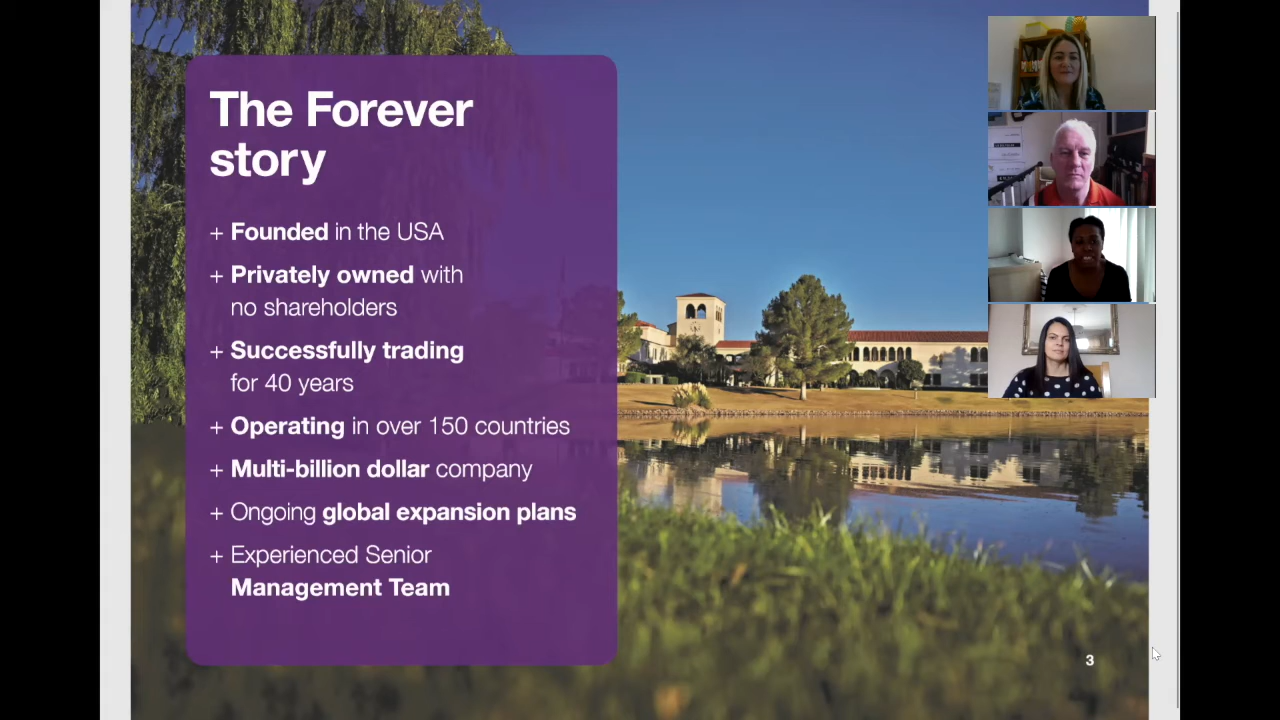 The Forever
story
+ Founded in the USA
+ Privately owned with
no shareholders
+ Successfully trading
for 40 years
+ Operating in over 150 countries
+ Multi-billion dollar company
+ Ongoing global expansion plans
+ Experienced Senior
Management Team
3